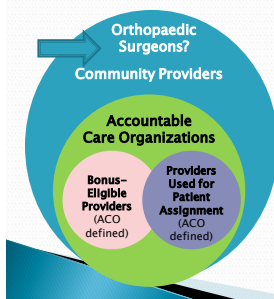 Orthopaedic
Surgeons?
Community Providers
Accountable
Care Organizations
Bonus-
Eligible
Providers
(ACO
defined)
Providers
Used for
Patient
Assignment
(ACO
defined)